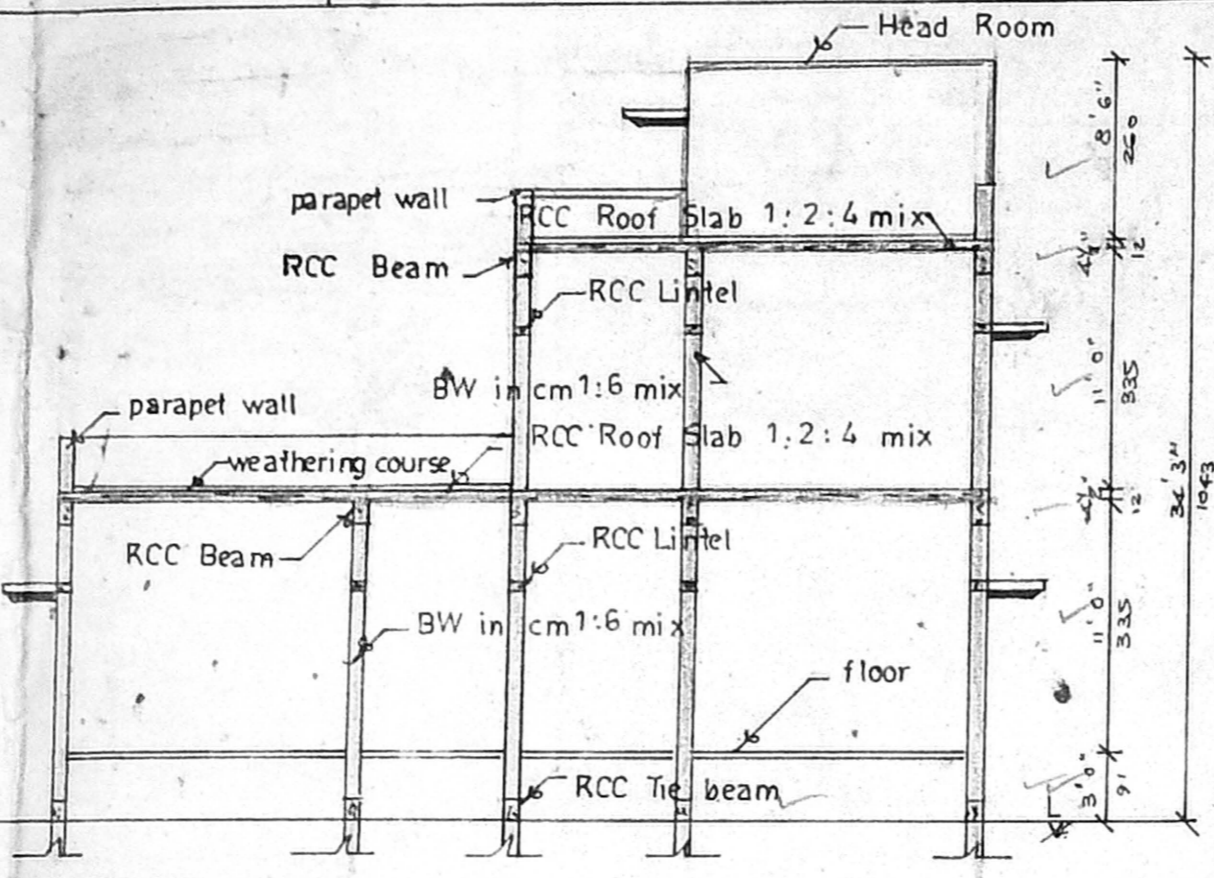 Head Room
8' 6"
260
parapet wall
RCC Roof Slab 1:2:4 mix
4½"
12
RCC Beam
RCC Lintel
11' 0"
335
BW in cm 1:6 mix
parapet wall
RCC Roof Slab 1:2:4 mix
weathering course
4½"
12
34' 3"
1043
RCC Beam
RCC Lintel
11' 0"
335
BW in cm 1:6 mix
floor
RCC Tie beam
3' 0"
91